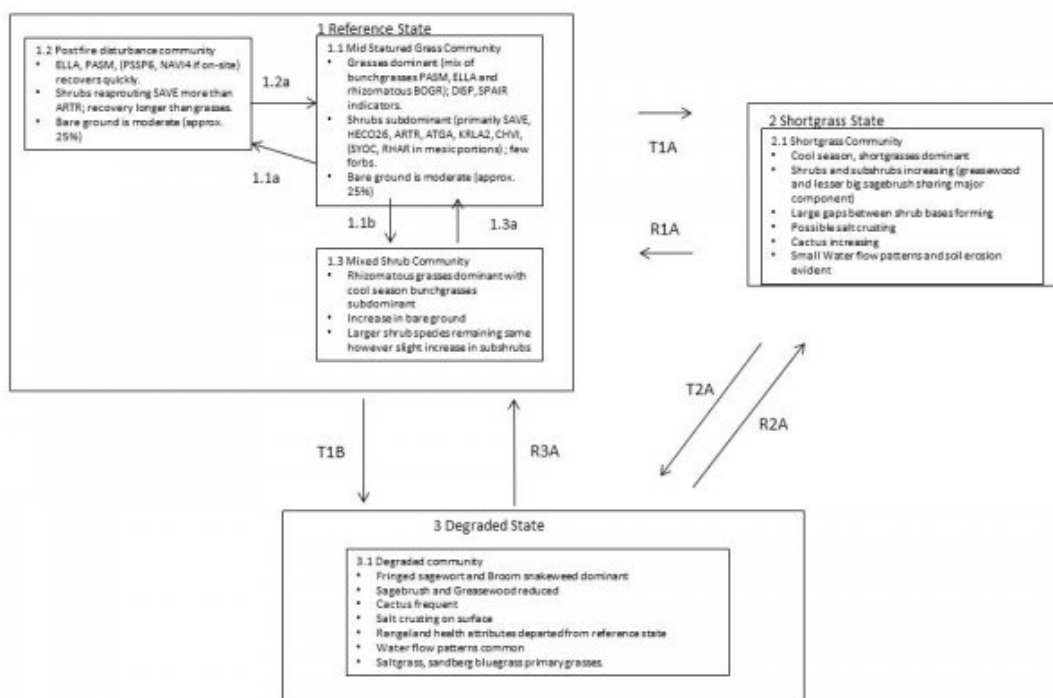 1 Reference State
1.2 Postfire disturbance community
• ELLA, PASM, (PSSP6, NAVI4 if on-site)
recovers quickly.
• Shrubs resprouting SAVE more than
ARTR; recovery longer than grasses.
• Bare ground is moderate (approx.
25%)
1.2a
1.1a
1.1 Mid Statured Grass Community
• Grasses dominant (mix of
bunchgrasses PASM, ELLA and
rhizomatous BOGR); DISP, SPAIR
indicators.
• Shrubs subdominant (primarily SAVE,
HECO26, ARTR, ATGA, KRLA2, CHVI,
(SYOC, RHAR in mesic portions) ; few
forbs.
• Bare ground is moderate (approx.
25%)
1.1b
1.3a
1.3 Mixed Shrub Community
• Rhizomatous grasses dominant with
cool season bunchgrasses
subdominant
• Increase in bare ground
• Larger shrub species remaining same
however slight increase in subshrubs
T1A
R1A
2 Shortgrass State
2.1 Shortgrass Community
• Cool season, shortgrasses dominant
• Shrubs and subshrubs increasing (greasewood
and lesser big sagebrush sharing major
component)
• Large gaps between shrub bases forming
• Possible salt crusting
• Cactus increasing
• Small Water flow patterns and soil erosion
evident
T2A
R2A
T1B
R3A
3 Degraded State
3.1 Degraded community
• Fringed sagewort and Broom snakeweed dominant
• Sagebrush and Greasewood reduced
• Cactus frequent
• Salt crusting on surface
• Rangeland health attributes departed from reference state
• Water flow patterns common
• Saltgrass, sandberg bluegrass primary grasses.